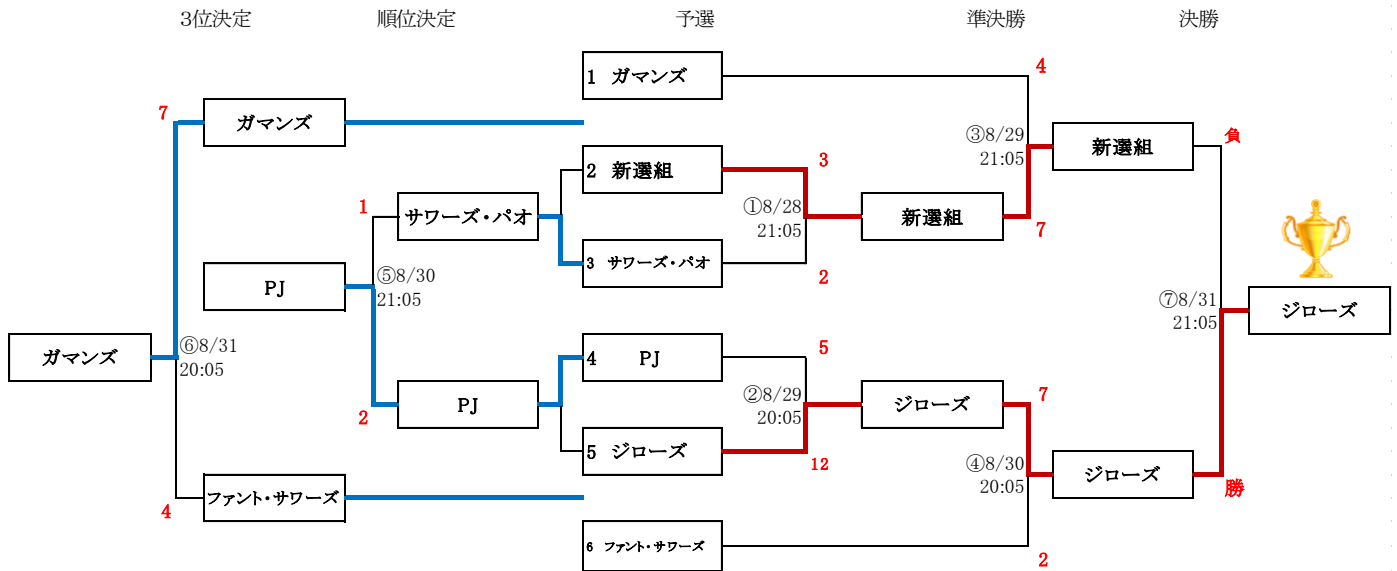 3位決定 順位決定 予選 準決勝 決勝
1 ガマンズ
4
7
ガマンズ
③8/29
21:05
新選組
負
2 新選組
3
1
サワーズ・パオ
①8/28
21:05
新選組
7
3 サワーズ・パオ
2
PJ
⑤8/30
21:05
⑦8/31
21:05
ジローズ
ガマンズ
⑥8/31
20:05
4 PJ
5
2
PJ
②8/29
20:05
ジローズ
7
5 ジローズ
12
④8/30
20:05
ジローズ
勝
ファント・サワーズ
4
6 ファント・サワーズ
2